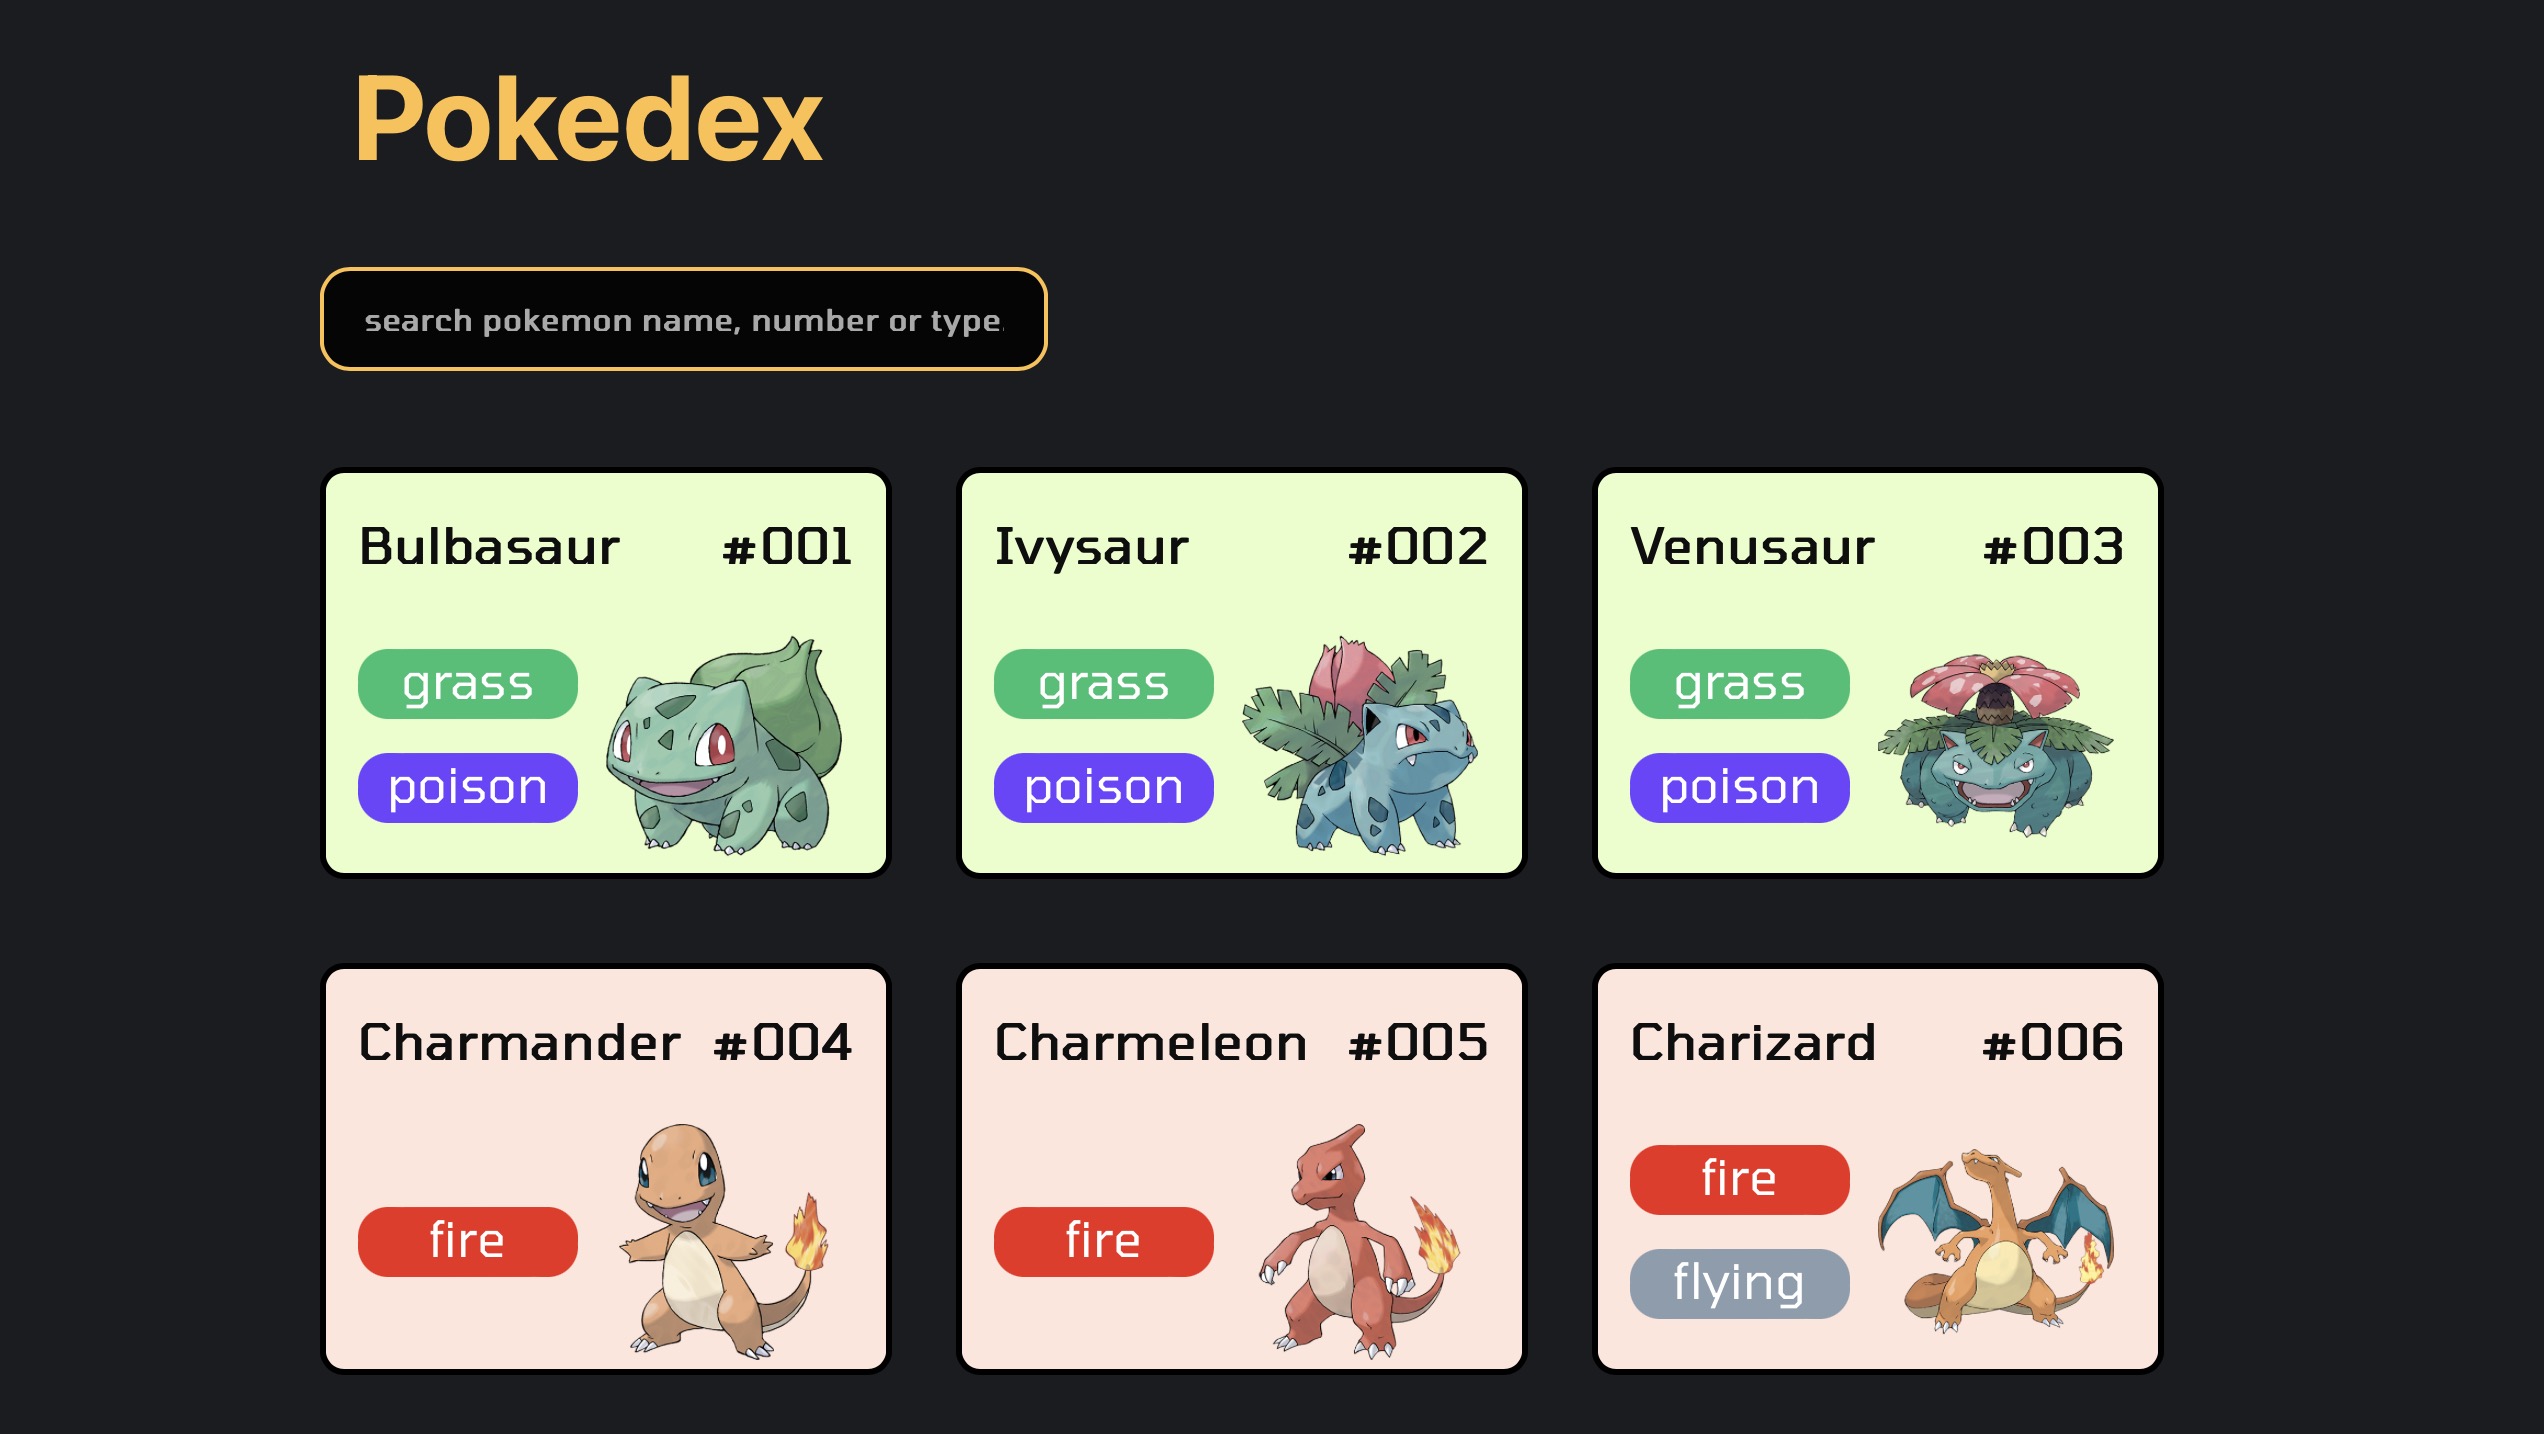 Pokedex
search pokemon name, number or type.
Bulbasaur #001
grass
poison
Ivysaur #002
grass
poison
Venusaur #003
grass
poison
Charmander #004
fire
Charmeleon #005
fire
Charizard #006
fire
flying